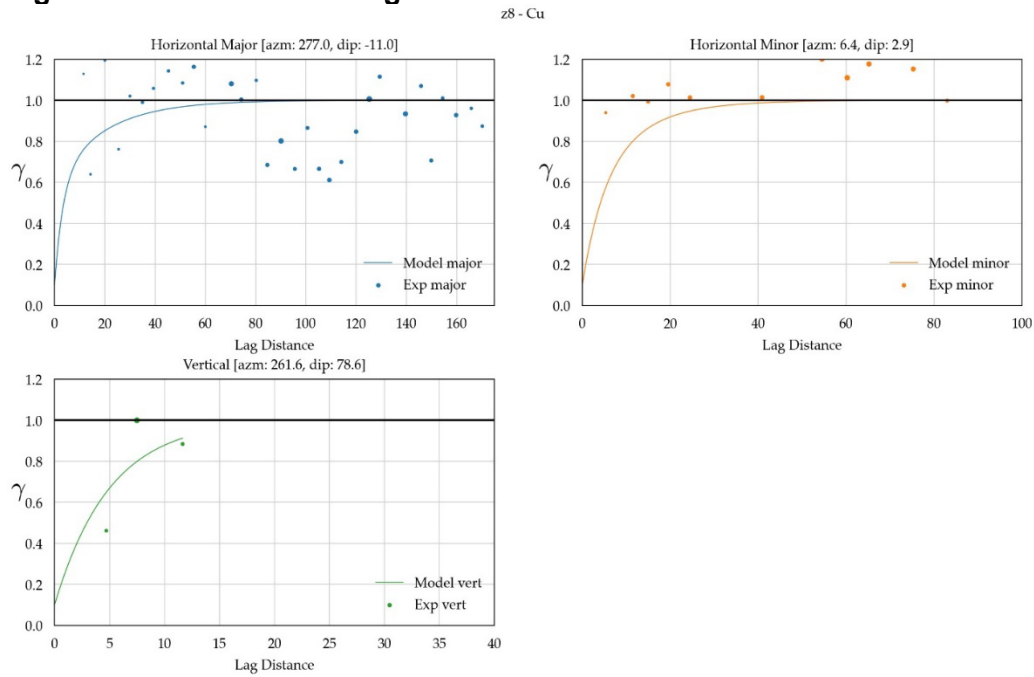 z8 - Cu
Horizontal Major [azm: 277.0, dip: -11.0]
1.2
1.0
0.8
0.6
0.4
0.2
0.0
γ
Model major
Exp major
0 20 40 60 80 100 120 140 160
Lag Distance
Horizontal Minor [azm: 6.4, dip: 2.9]
1.2
1.0
0.8
0.6
0.4
0.2
0.0
γ
Model minor
Exp minor
0 20 40 60 80 100
Lag Distance
Vertical [azm: 261.6, dip: 78.6]
1.2
1.0
0.8
0.6
0.4
0.2
0.0
γ
Model vert
Exp vert
0 5 10 15 20 25 30 35 40
Lag Distance